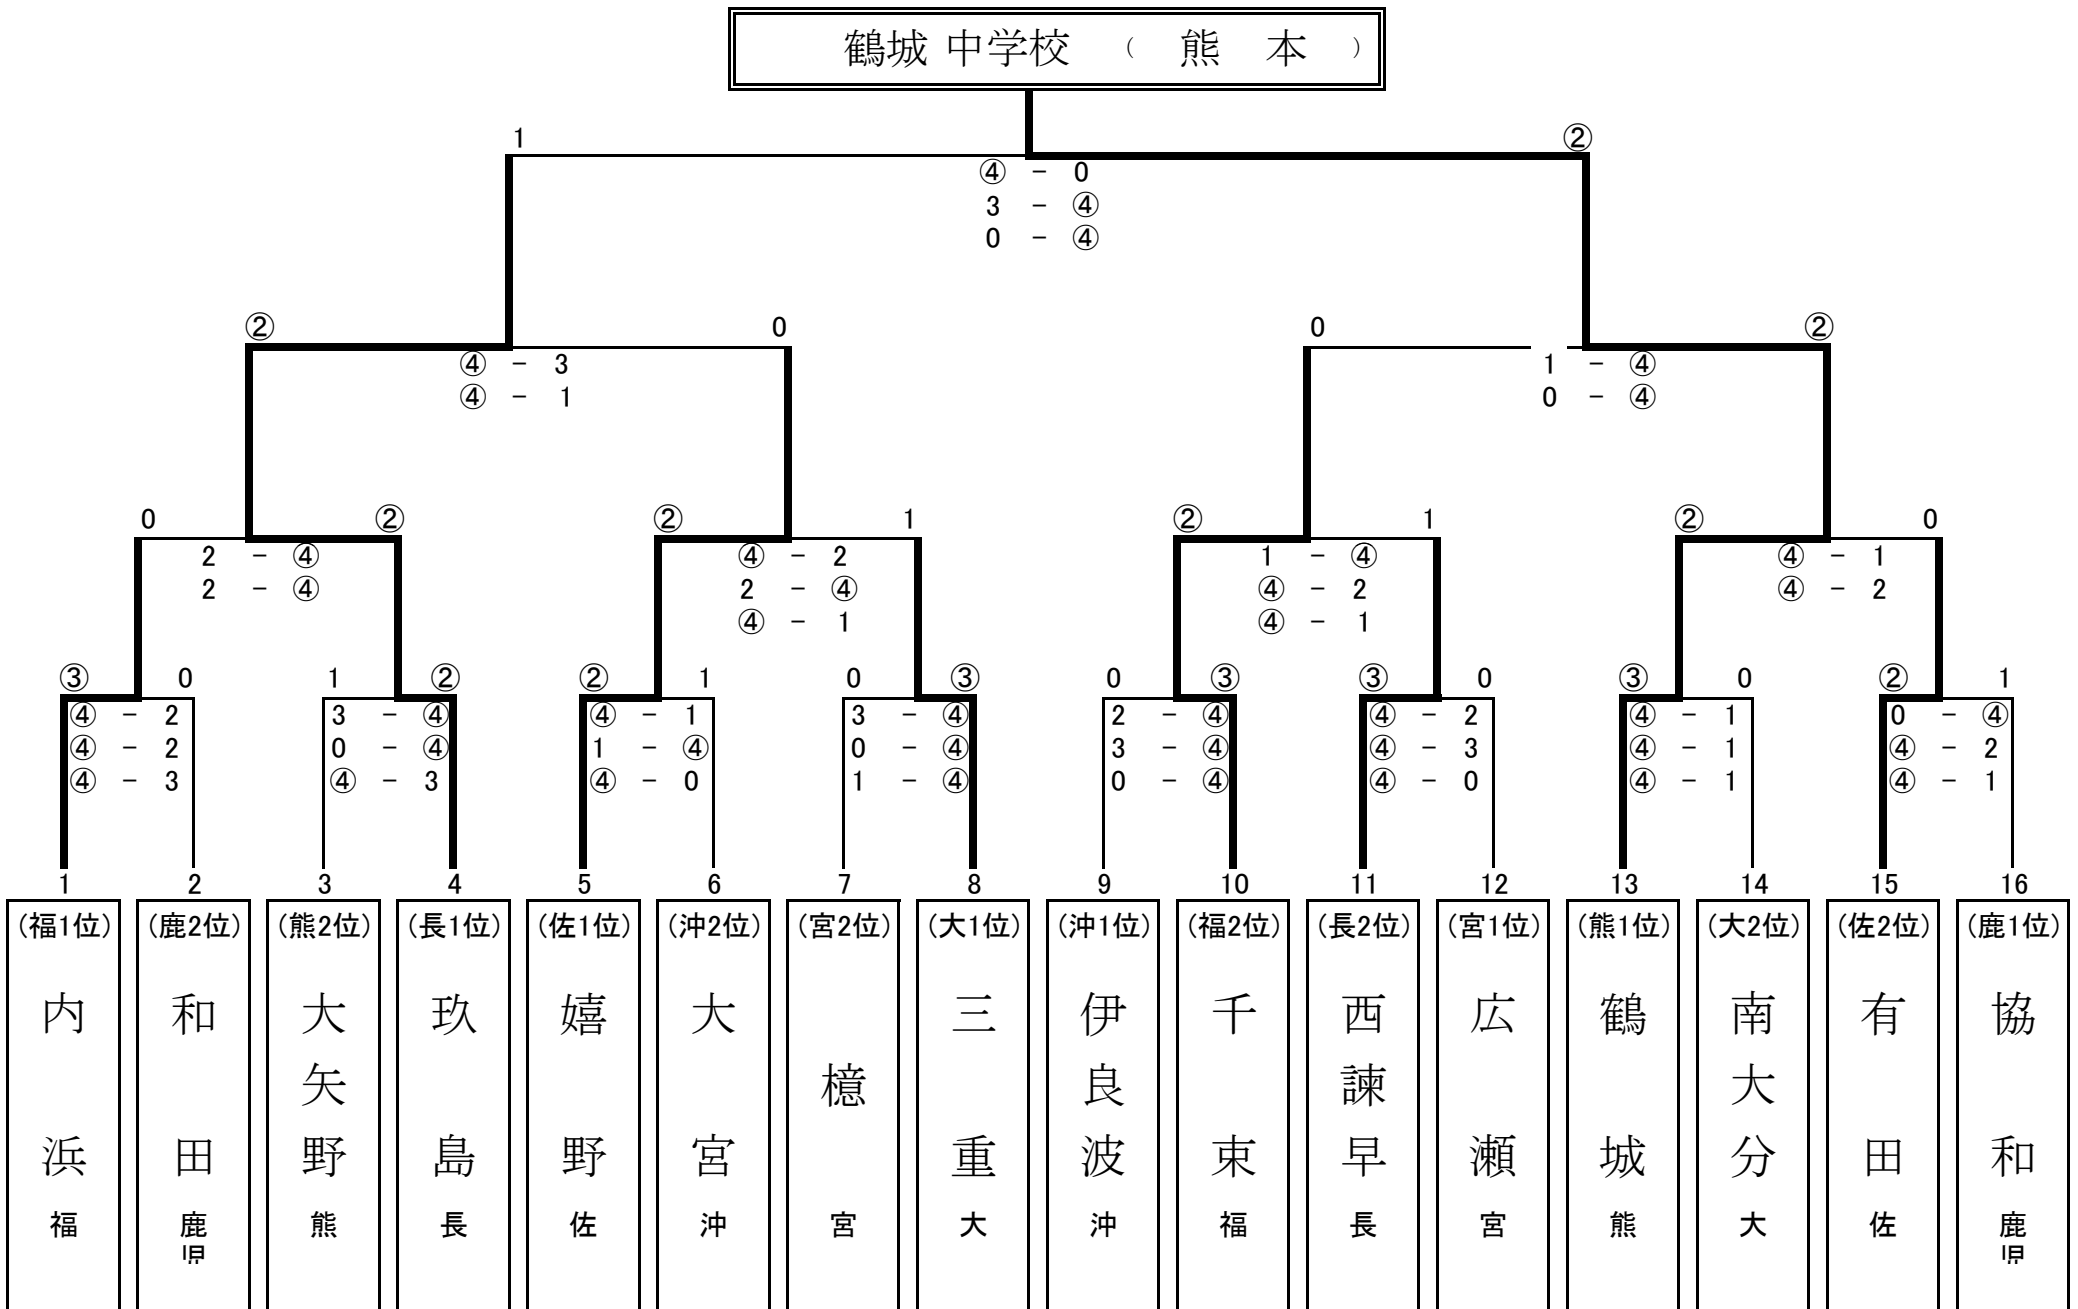 鶴城 中学校 （ 熊 本 ）
1 ②
④ - 0
3 - ④
0 - ④
② 0 0 ②
④ - 3 1 - ④
④ - 1 0 - ④
0 ② ② 1 ② 1 ② 0
2 - ④ ④ - 2 1 - ④ ④ - 1
2 - ④ 2 - ④ ④ - 2 ④ - 2
④ - 1 ④ - 1
③ 0 1 ② ② 1 0 ③ 0 ③ ③ 0 ③ 0 ② 1
④ - 2 3 - ④ ④ - 1 3 - ④ 2 - ④ ④ - 2 ④ - 1 0 - ④
④ - 2 0 - ④ 1 - ④ 0 - ④ 3 - ④ ④ - 3 ④ - 1 ④ - 2
④ - 3 ④ - 3 ④ - 0 1 - ④ 0 - ④ ④ - 0 ④ - 1 ④ - 1
1 2 3 4 5 6 7 8 9 10 11 12 13 14 15 16
(福1位) (鹿2位) (熊2位) (長1位) (佐1位) (沖2位) (宮2位) (大1位) (沖1位) (福2位) (長2位) (宮1位) (熊1位) (大2位) (佐2位) (鹿1位)
内浜
和田
大矢野
玖島
嬉野
大宮
檍
三重
伊良波
千束
西諫早
広瀬
鶴城
南大分
有田
協和
福 鹿児 熊 長 佐 沖 宮 大 沖 福 長 宮 熊 大 佐 鹿児